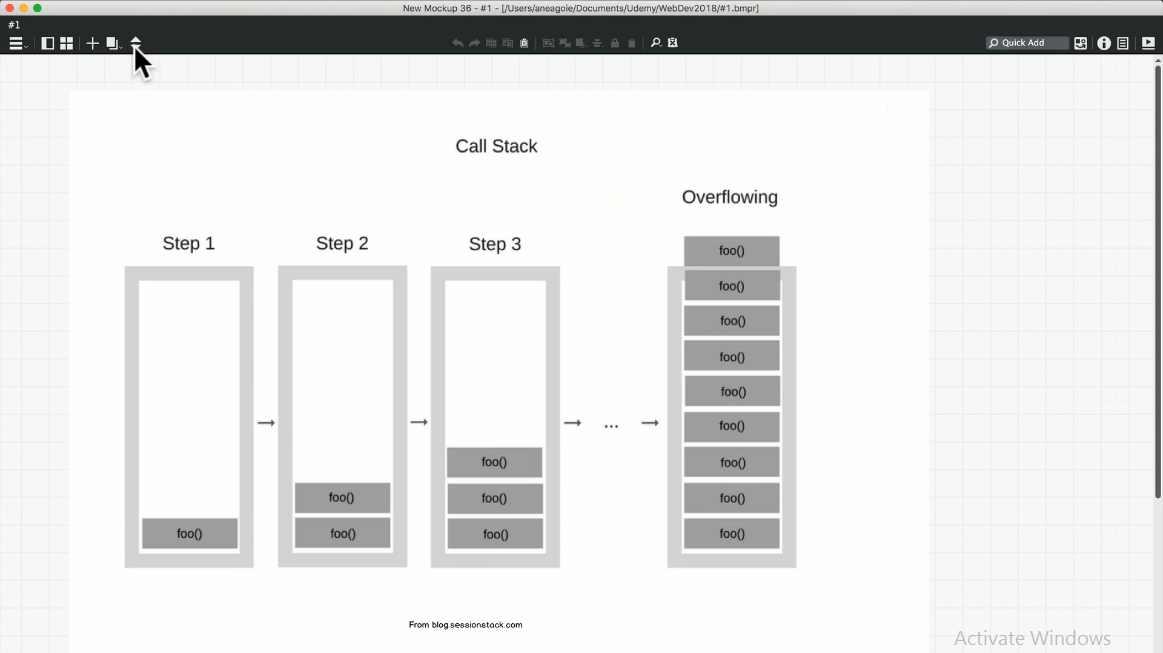 New Mockup 36 - #1 - [/Users/aneagoie/Documents/Udemy/WebDev2018/#1.bmpr]
#1
Quick Add
Call Stack
Overflowing
Step 1
Step 2
Step 3
foo()
foo()
foo()
foo()
foo()
foo()
...
foo()
foo()
foo()
foo()
foo()
foo()
foo()
foo()
foo()
From blog.sessionstack.com
Activate Windows